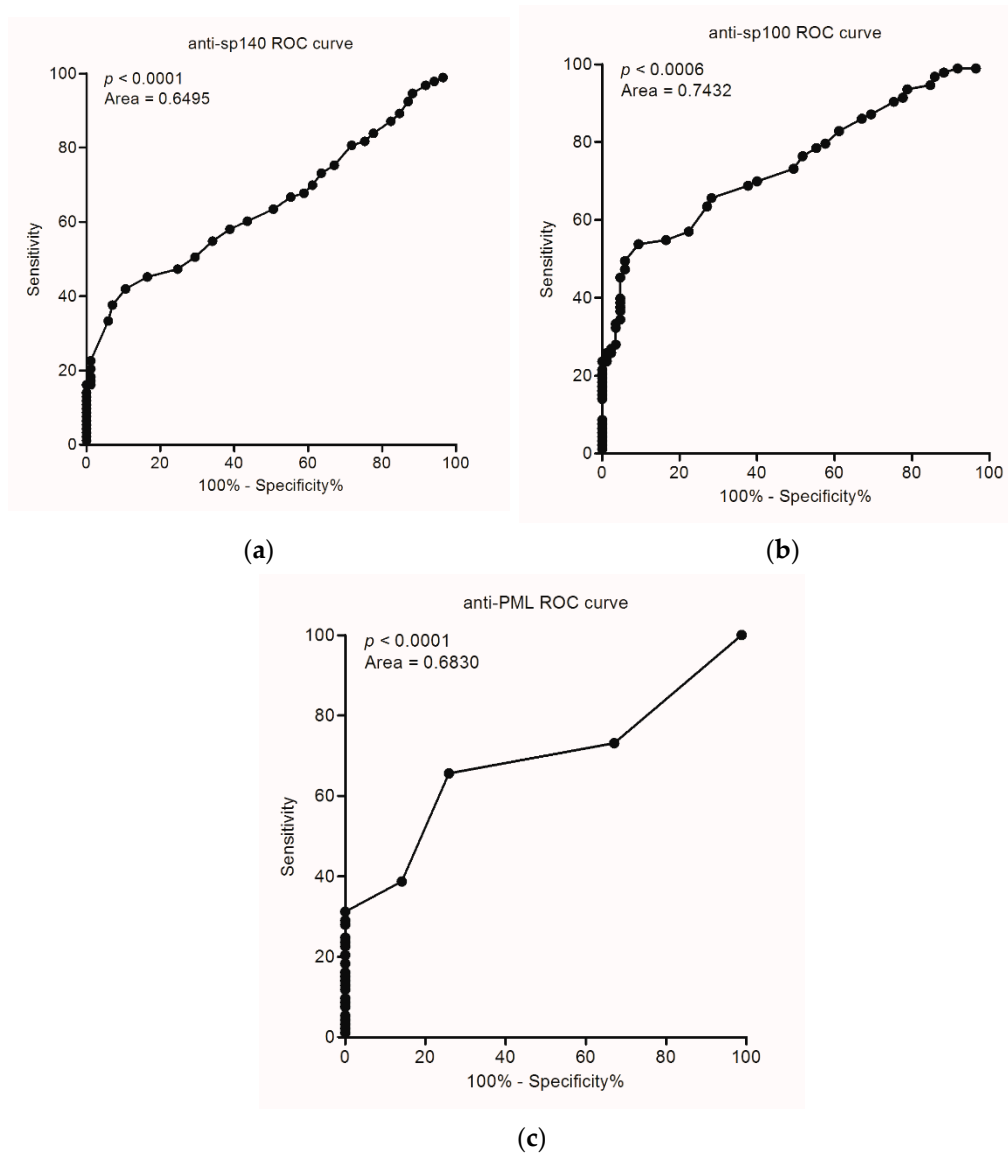 anti-sp140 ROC curve
p < 0.0001
Area = 0.6495
100
80
60
40
20
0
Sensitivity
0 20 40 60 80 100
100% - Specificity%
(a)
anti-sp100 ROC curve
p < 0.0006
Area = 0.7432
100
80
60
40
20
0
Sensitivity
0 20 40 60 80 100
100% - Specificity%
(b)
anti-PML ROC curve
p < 0.0001
Area = 0.6830
100
80
60
40
20
0
Sensitivity
0 20 40 60 80 100
100% - Specificity%
(c)